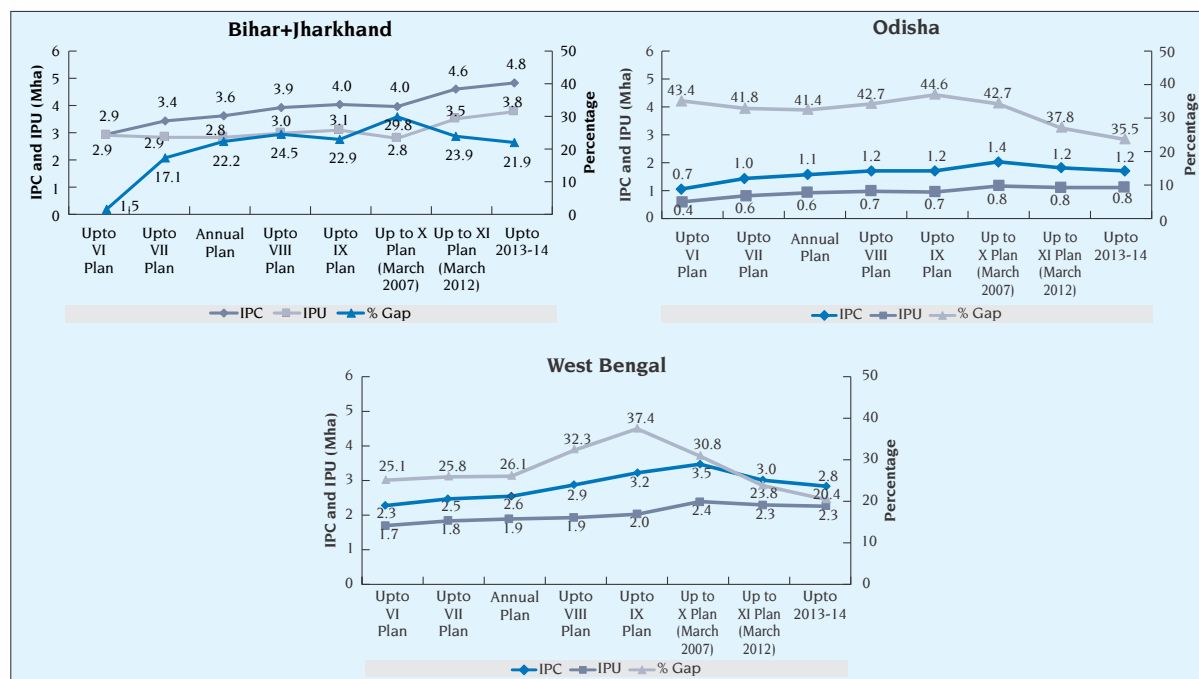 Bihar+Jharkhand
IPC and IPU (Mha)
Percentage
6 5 4 3 2 1 0
50 40 30 20 10 0
2.9 3.4 3.6 3.9 4.0 4.0 4.6 4.8
2.9 2.9 2.8 3.0 3.1 2.8 3.5 3.8
1.5 17.1 22.2 24.5 22.9 29.8 23.9 21.9
Upto VI Plan
Upto VII Plan
Annual Plan
Upto VIII Plan
Upto IX Plan
Up to X Plan (March 2007)
Up to XI Plan (March 2012)
Upto 2013-14
IPC IPU % Gap
Odisha
IPC and IPU (Mha)
Percentage
6 5 4 3 2 1 0
50 40 30 20 10 0
43.4 41.8 41.4 42.7 44.6 42.7 37.8 35.5
0.7 1.0 1.1 1.2 1.2 1.4 1.2 1.2
0.4 0.6 0.6 0.7 0.7 0.8 0.8 0.8
Upto VI Plan
Upto VII Plan
Annual Plan
Upto VIII Plan
Upto IX Plan
Up to X Plan (March 2007)
Up to XI Plan (March 2012)
Upto 2013-14
IPC IPU % Gap
West Bengal
IPC and IPU (Mha)
Percentage
6 5 4 3 2 1 0
50 40 30 20 10 0
25.1 25.8 26.1 32.3 37.4 30.8 23.8 20.4
2.3 2.5 2.6 2.9 3.2 3.5 3.0 2.8
1.7 1.8 1.9 1.9 2.0 2.4 2.3 2.3
Upto VI Plan
Upto VII Plan
Annual Plan
Upto VIII Plan
Upto IX Plan
Up to X Plan (March 2007)
Up to XI Plan (March 2012)
Upto 2013-14
IPC IPU % Gap